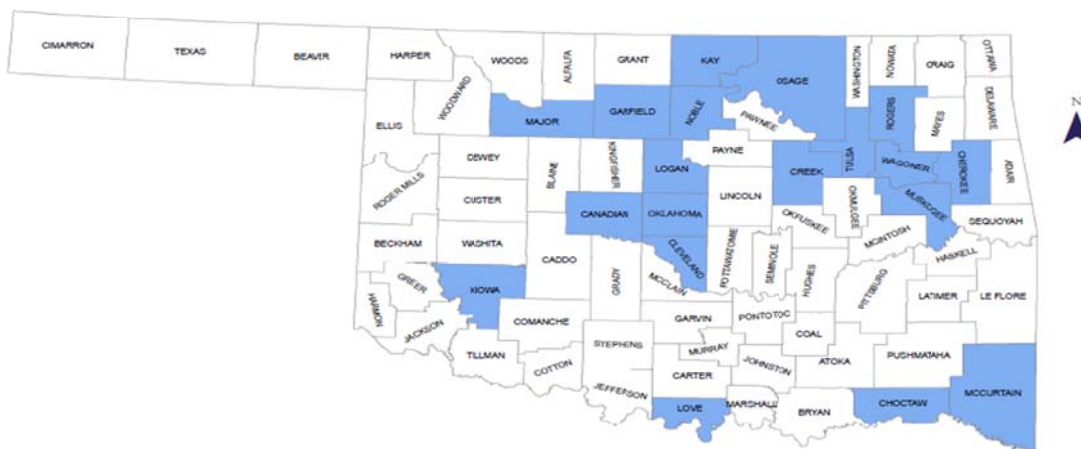 CIMARRON
TEXAS
BEAVER
HARPER
WOODS
ALFALFA
GRANT
KAY
OSAGE
WASHINGTON
NOWATA
CRAIG
OTTAWA
DELAWARE
WOODWARD
ELLIS
MAJOR
GARFIELD
NOBLE
PAWNEE
ROGERS
MAYES
N
DEWEY
BLAINE
KINGFISHER
LOGAN
PAYNE
CREEK
TULSA
WAGONER
CHEROKEE
ADAIR
ROGER MILLS
CUSTER
CANADIAN
OKLAHOMA
LINCOLN
OKMULGEE
MUSKOGEE
OKFUSKEE
SEQUOYAH
BECKHAM
WASHITA
CADDO
GRADY
MCCLAIN
CLEVELAND
POTTAWATOMIE
SEMINOLE
HUGHES
MCINTOSH
HASKELL
GREER
KIOWA
PITTSBURG
LATIMER
LE FLORE
HARMON
JACKSON
COMANCHE
GARVIN
PONTOTOC
COAL
TILLMAN
COTTON
STEPHENS
MURRAY
JOHNSTON
ATOKA
PUSHMATAHA
CARTER
JEFFERSON
LOVE
MARSHALL
BRYAN
CHOCTAW
MCCURTAIN